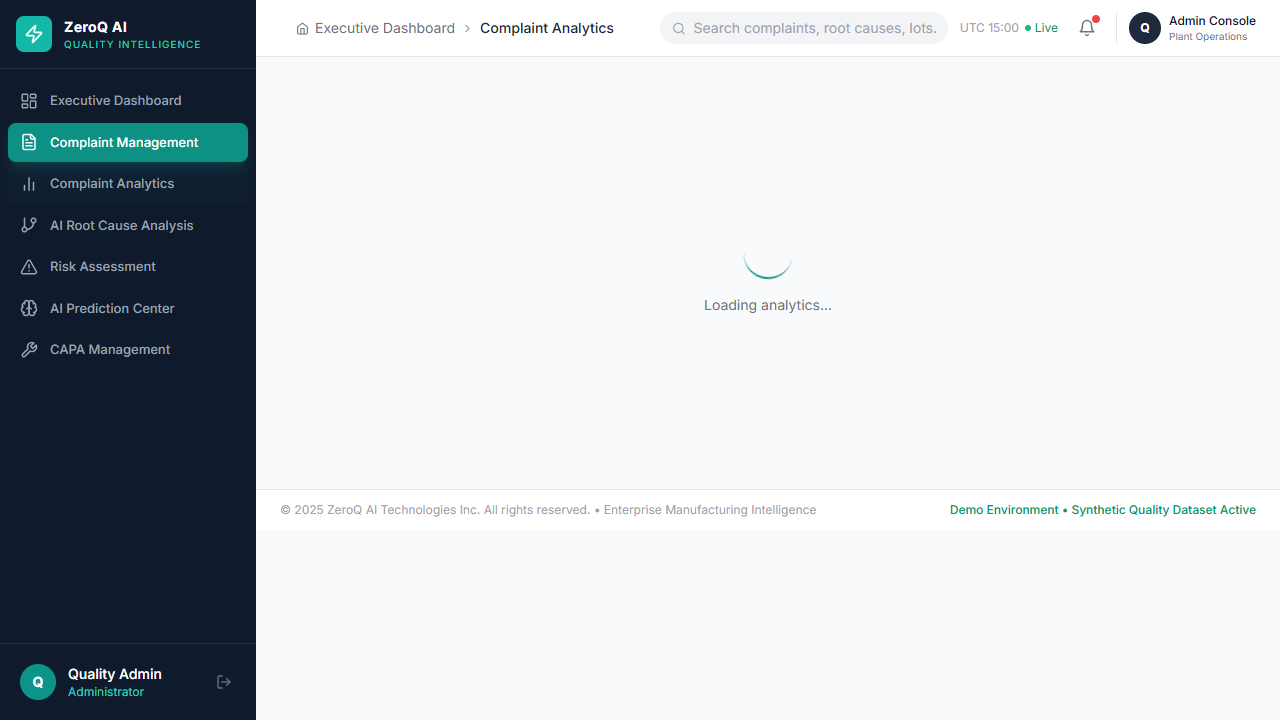 ZeroQ AI
QUALITY INTELLIGENCE
Executive Dashboard
Complaint Management
Complaint Analytics
AI Root Cause Analysis
Risk Assessment
AI Prediction Center
CAPA Management
Q
Quality Admin
Administrator
Executive Dashboard > Complaint Analytics
Search complaints, root causes, lots.
UTC 15:00 ● Live
Q
Admin Console
Plant Operations
Loading analytics...
© 2025 ZeroQ AI Technologies Inc. All rights reserved. • Enterprise Manufacturing Intelligence
Demo Environment • Synthetic Quality Dataset Active